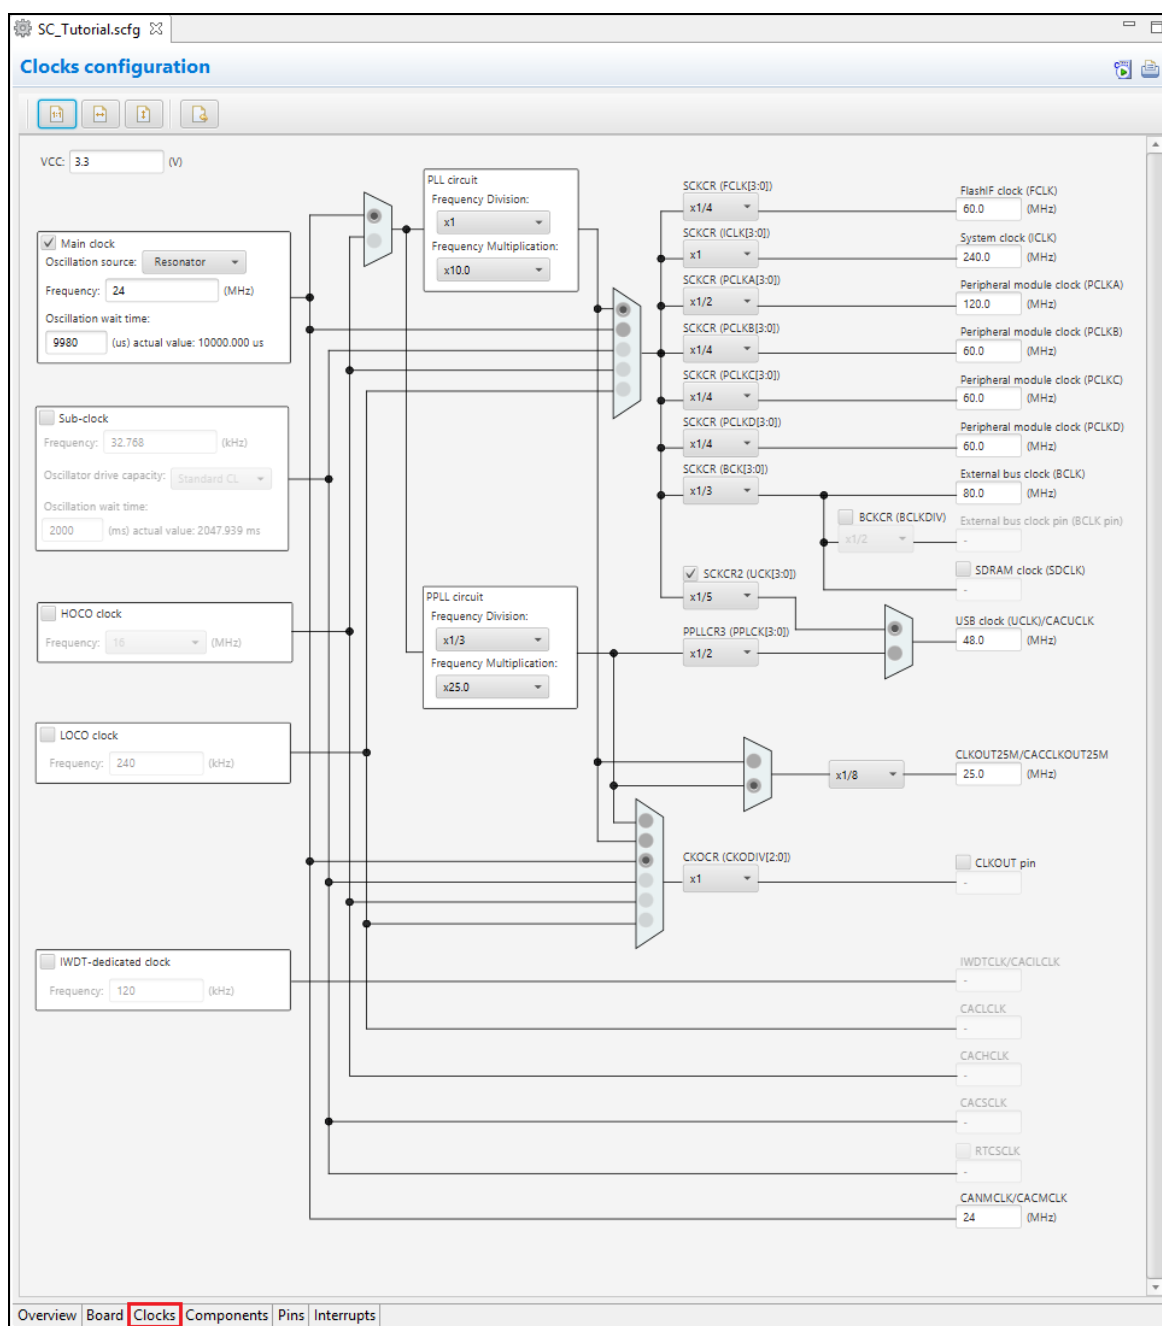 SC_Tutorial.scfg
Clocks configuration
VCC: 3.3 (V)
Main clock
Oscillation source: Resonator
Frequency: 24 (MHz)
Oscillation wait time:
9980 (us) actual value: 10000.000 us
Sub-clock
Frequency: 32.768 (kHz)
Oscillator drive capacity: Standard CL
Oscillation wait time:
2000 (ms) actual value: 2047.939 ms
HOCO clock
Frequency: 16 (MHz)
LOCO clock
Frequency: 240 (kHz)
IWDT-dedicated clock
Frequency: 120 (kHz)
PLL circuit
Frequency Division:
x1
Frequency Multiplication:
x10.0
PPLL circuit
Frequency Division:
x1/3
Frequency Multiplication:
x25.0
SCKCR (FCLK[3:0])
x1/4
SCKCR (ICLK[3:0])
x1
SCKCR (PCLKA[3:0])
x1/2
SCKCR (PCLKB[3:0])
x1/4
SCKCR (PCLKC[3:0])
x1/4
SCKCR (PCLKD[3:0])
x1/4
SCKCR (BCK[3:0])
x1/3
BCKCR (BCLKDIV)
x1/2
SCKCR2 (UCK[3:0])
x1/5
PPLLCR3 (PPLCK[3:0])
x1/2
x1/8
CKOCR (CKODIV[2:0])
x1
FlashIF clock (FCLK)
60.0 (MHz)
System clock (ICLK)
240.0 (MHz)
Peripheral module clock (PCLKA)
120.0 (MHz)
Peripheral module clock (PCLKB)
60.0 (MHz)
Peripheral module clock (PCLKC)
60.0 (MHz)
Peripheral module clock (PCLKD)
60.0 (MHz)
External bus clock (BCLK)
80.0 (MHz)
External bus clock pin (BCLK pin)
-
SDRAM clock (SDCLK)
-
USB clock (UCLK)/CACUCLK
48.0 (MHz)
CLKOUT25M/CACCLKOUT25M
25.0 (MHz)
CLKOUT pin
-
IWDTCLK/CACILCLK
-
CACLCLK
-
CACHCLK
-
CACSCLK
-
RTCSCLK
-
CANMCLK/CACMCLK
24 (MHz)
Overview Board Clocks Components Pins Interrupts